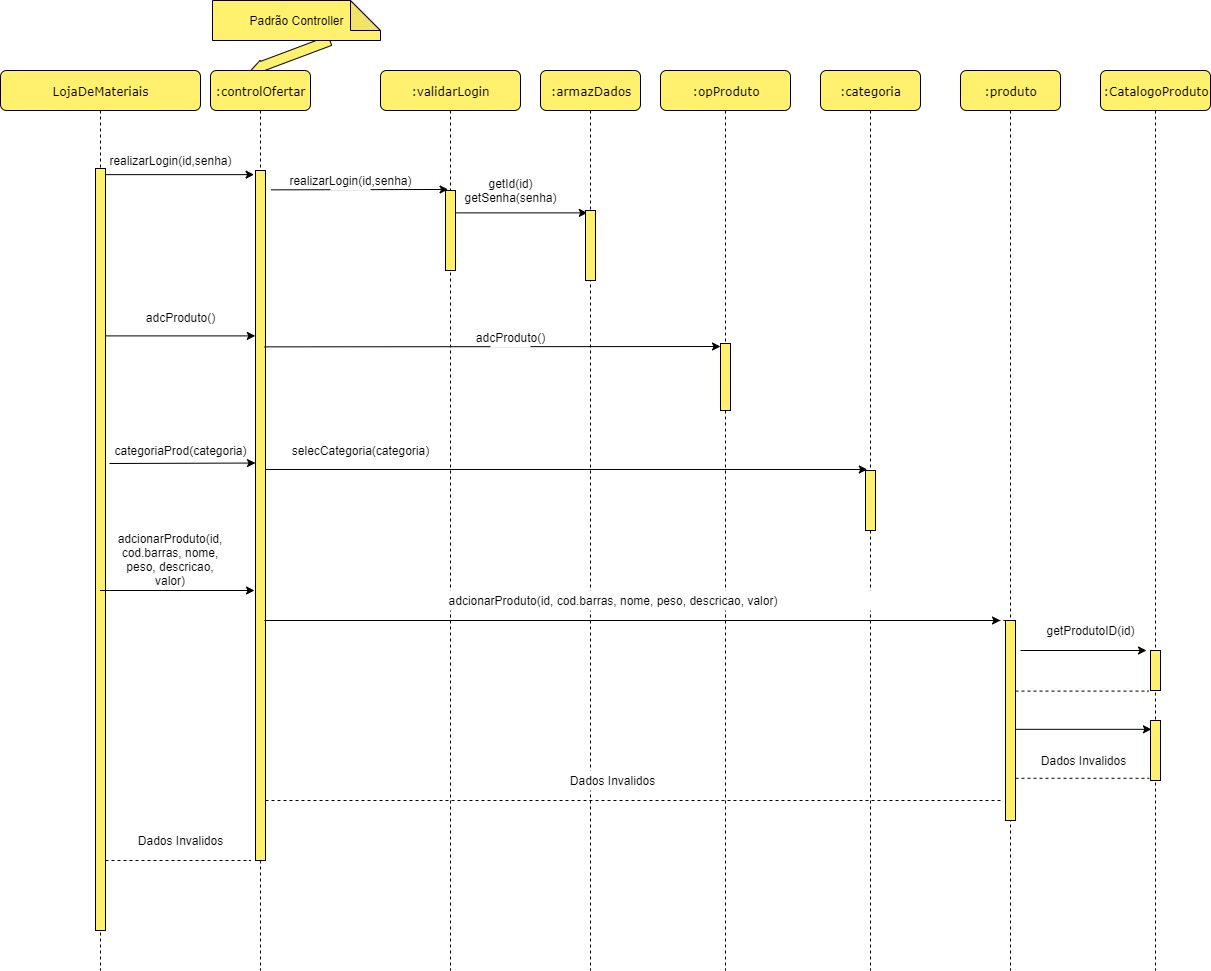 Padrão Controller
LojaDeMateriais
:controlOfertar
:validarLogin
:armazDados
:opProduto
:categoria
:produto
:CatalogoProduto
realizarLogin(id,senha)
realizarLogin(id,senha)
getId(id)
getSenha(senha)
adcProduto()
adcProduto()
categoriaProd(categoria)
selecCategoria(categoria)
adcionarProduto(id,
cod.barras, nome,
peso, descricao,
valor)
adcionarProduto(id, cod.barras, nome, peso, descricao, valor)
getProdutoID(id)
Dados Invalidos
Dados Invalidos
Dados Invalidos